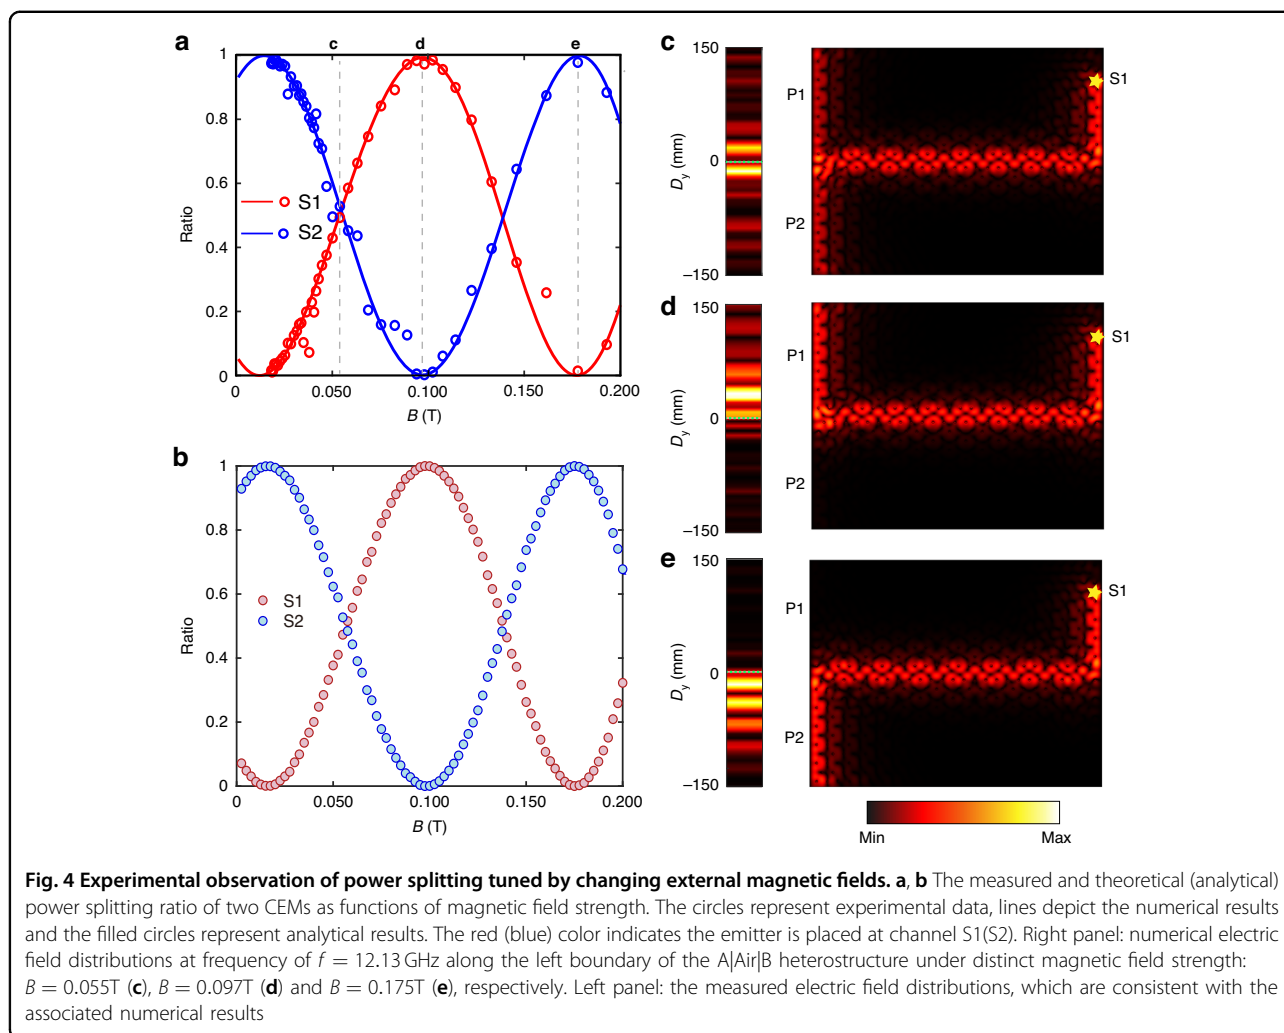 a
c d e
1
0.8
0.6
0.4
0.2
0
Ratio
S1
S2
0 0.050 0.100 0.150 0.200
B (T)
b
1
0.8
0.6
0.4
0.2
0
Ratio
S1
S2
0 0.050 0.100 0.150 0.200
B (T)
c
150
0
−150
Dy (mm)
P1
P2
S1
d
150
0
−150
Dy (mm)
P1
P2
S1
e
150
0
−150
Dy (mm)
P1
P2
S1
Min Max
Fig. 4 Experimental observation of power splitting tuned by changing external magnetic fields. a, b The measured and theoretical (analytical)
power splitting ratio of two CEMs as functions of magnetic field strength. The circles represent experimental data, lines depict the numerical results
and the filled circles represent analytical results. The red (blue) color indicates the emitter is placed at channel S1(S2). Right panel: numerical electric
field distributions at frequency of f = 12.13 GHz along the left boundary of the A|Air|B heterostructure under distinct magnetic field strength:
B = 0.055T (c), B = 0.097T (d) and B = 0.175T (e), respectively. Left panel: the measured electric field distributions, which are consistent with the
associated numerical results